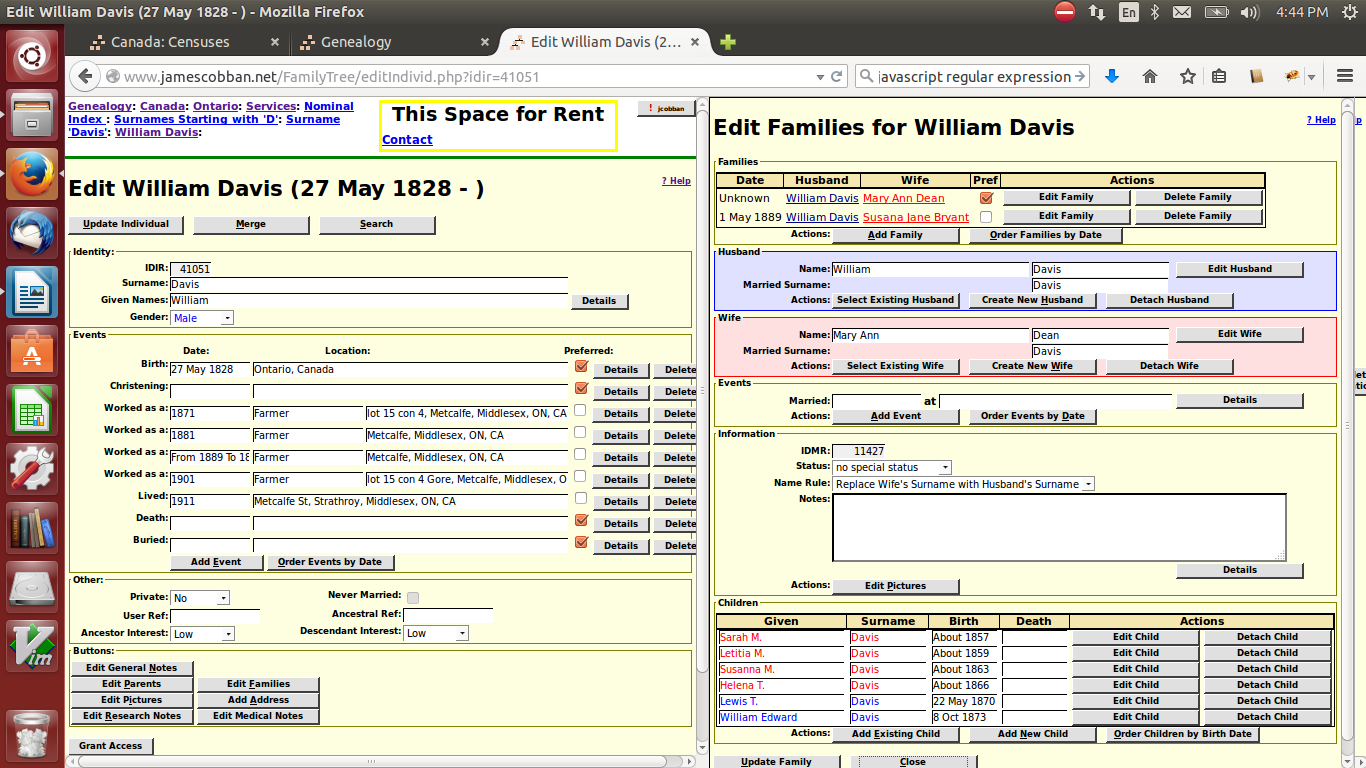 Edit William Davis (27 May 1828 - ) - Mozilla Firefox
En
4:44 PM
Canada: Censuses
Genealogy
Edit William Davis (2...
www.jamescobban.net/FamilyTree/editIndivid.php?idir=41051
javascript regular expression
Genealogy: Canada: Ontario: Services: Nominal
Index : Surnames Starting with 'D': Surname
'Davis': William Davis:
This Space for Rent
Contact
! jcobban
Edit William Davis (27 May 1828 - )
? Help
Update Individual Merge Search
Identity:
IDIR: 41051
Surname: Davis
Given Names: William Details
Gender: Male
Events
Date: Location: Preferred:
Birth: 27 May 1828 Ontario, Canada Details Delete
Christening: Details Delete
Worked as a: 1871 Farmer lot 15 con 4, Metcalfe, Middlesex, ON, CA Details Delete
Worked as a: 1881 Farmer Metcalfe, Middlesex, ON, CA Details Delete
Worked as a: From 1889 To 18 Farmer Metcalfe, Middlesex, ON, CA Details Delete
Worked as a: 1901 Farmer lot 15 con 4 Gore, Metcalfe, Middlesex, O Details Delete
Lived: 1911 Metcalfe St, Strathroy, Middlesex, ON, CA Details Delete
Death: Details Delete
Buried: Details Delete
Add Event Order Events by Date
Other:
Private: No Never Married:
User Ref: Ancestral Ref:
Ancestor Interest: Low Descendant Interest: Low
Buttons:
Edit General Notes
Edit Parents Edit Families
Edit Pictures Add Address
Edit Research Notes Edit Medical Notes
Grant Access
Edit Families for William Davis
? Help
Families
Date Husband Wife Pref Actions
Unknown William Davis Mary Ann Dean Edit Family Delete Family
1 May 1889 William Davis Susana Jane Bryant Edit Family Delete Family
Actions: Add Family Order Families by Date
Husband
Name: William Davis Edit Husband
Married Surname: Davis
Actions: Select Existing Husband Create New Husband Detach Husband
Wife
Name: Mary Ann Dean Edit Wife
Married Surname: Davis
Actions: Select Existing Wife Create New Wife Detach Wife
Events
Married: at Details
Actions: Add Event Order Events by Date
Information
IDMR: 11427
Status: no special status
Name Rule: Replace Wife's Surname with Husband's Surname
Notes:
Details
Actions: Edit Pictures
Children
Given Surname Birth Death Actions
Sarah M. Davis About 1857 Edit Child Detach Child
Letitia M. Davis About 1859 Edit Child Detach Child
Susanna M. Davis About 1863 Edit Child Detach Child
Helena T. Davis About 1866 Edit Child Detach Child
Lewis T. Davis 22 May 1870 Edit Child Detach Child
William Edward Davis 8 Oct 1873 Edit Child Detach Child
Actions: Add Existing Child Add New Child Order Children by Birth Date
Update Family Close